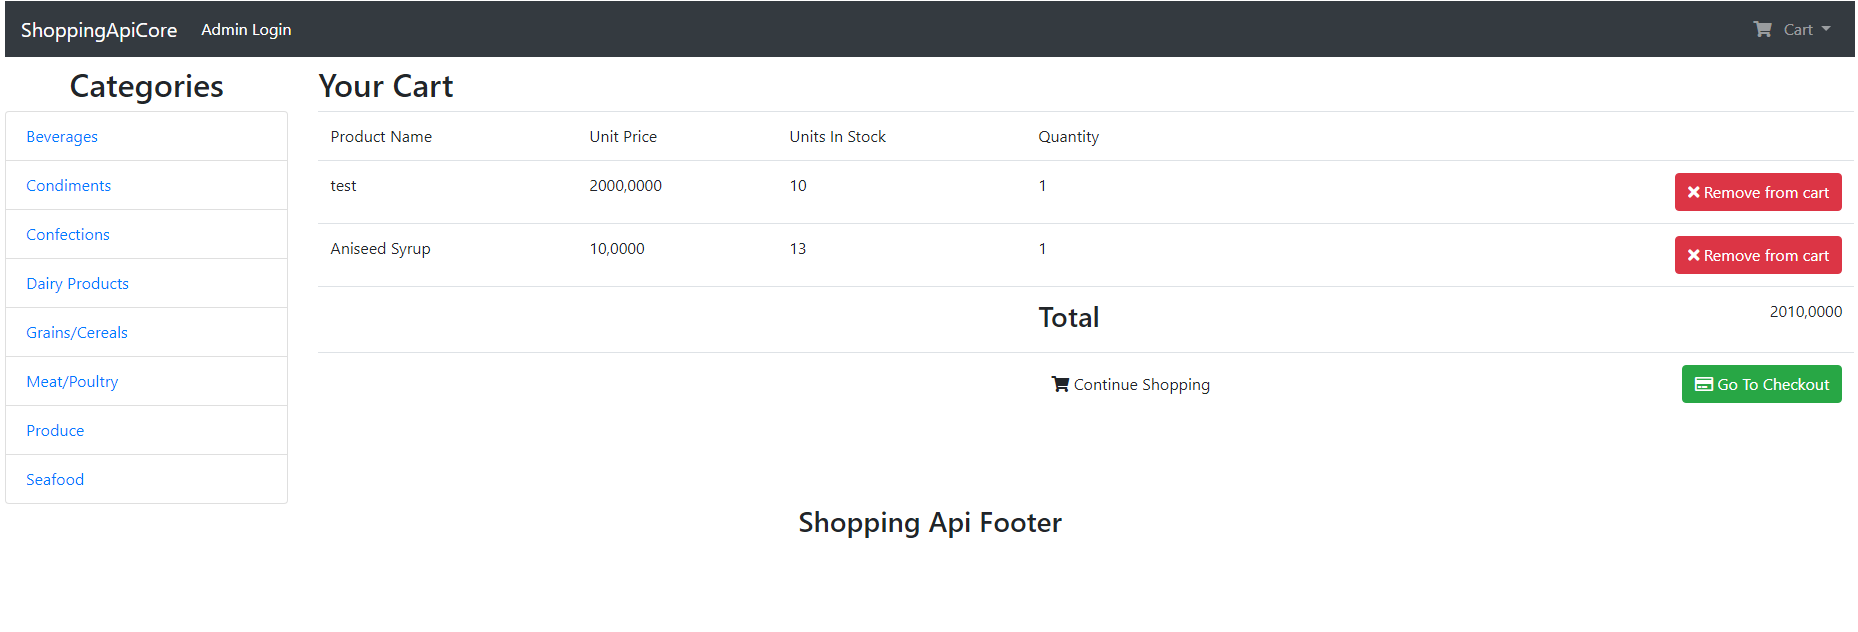 ShoppingApiCore Admin Login Cart
Categories
Beverages
Condiments
Confections
Dairy Products
Grains/Cereals
Meat/Poultry
Produce
Seafood
Your Cart
Product Name Unit Price Units In Stock Quantity
test 2000,0000 10 1 Remove from cart
Aniseed Syrup 10,0000 13 1 Remove from cart
Total 2010,0000
Continue Shopping Go To Checkout
Shopping Api Footer